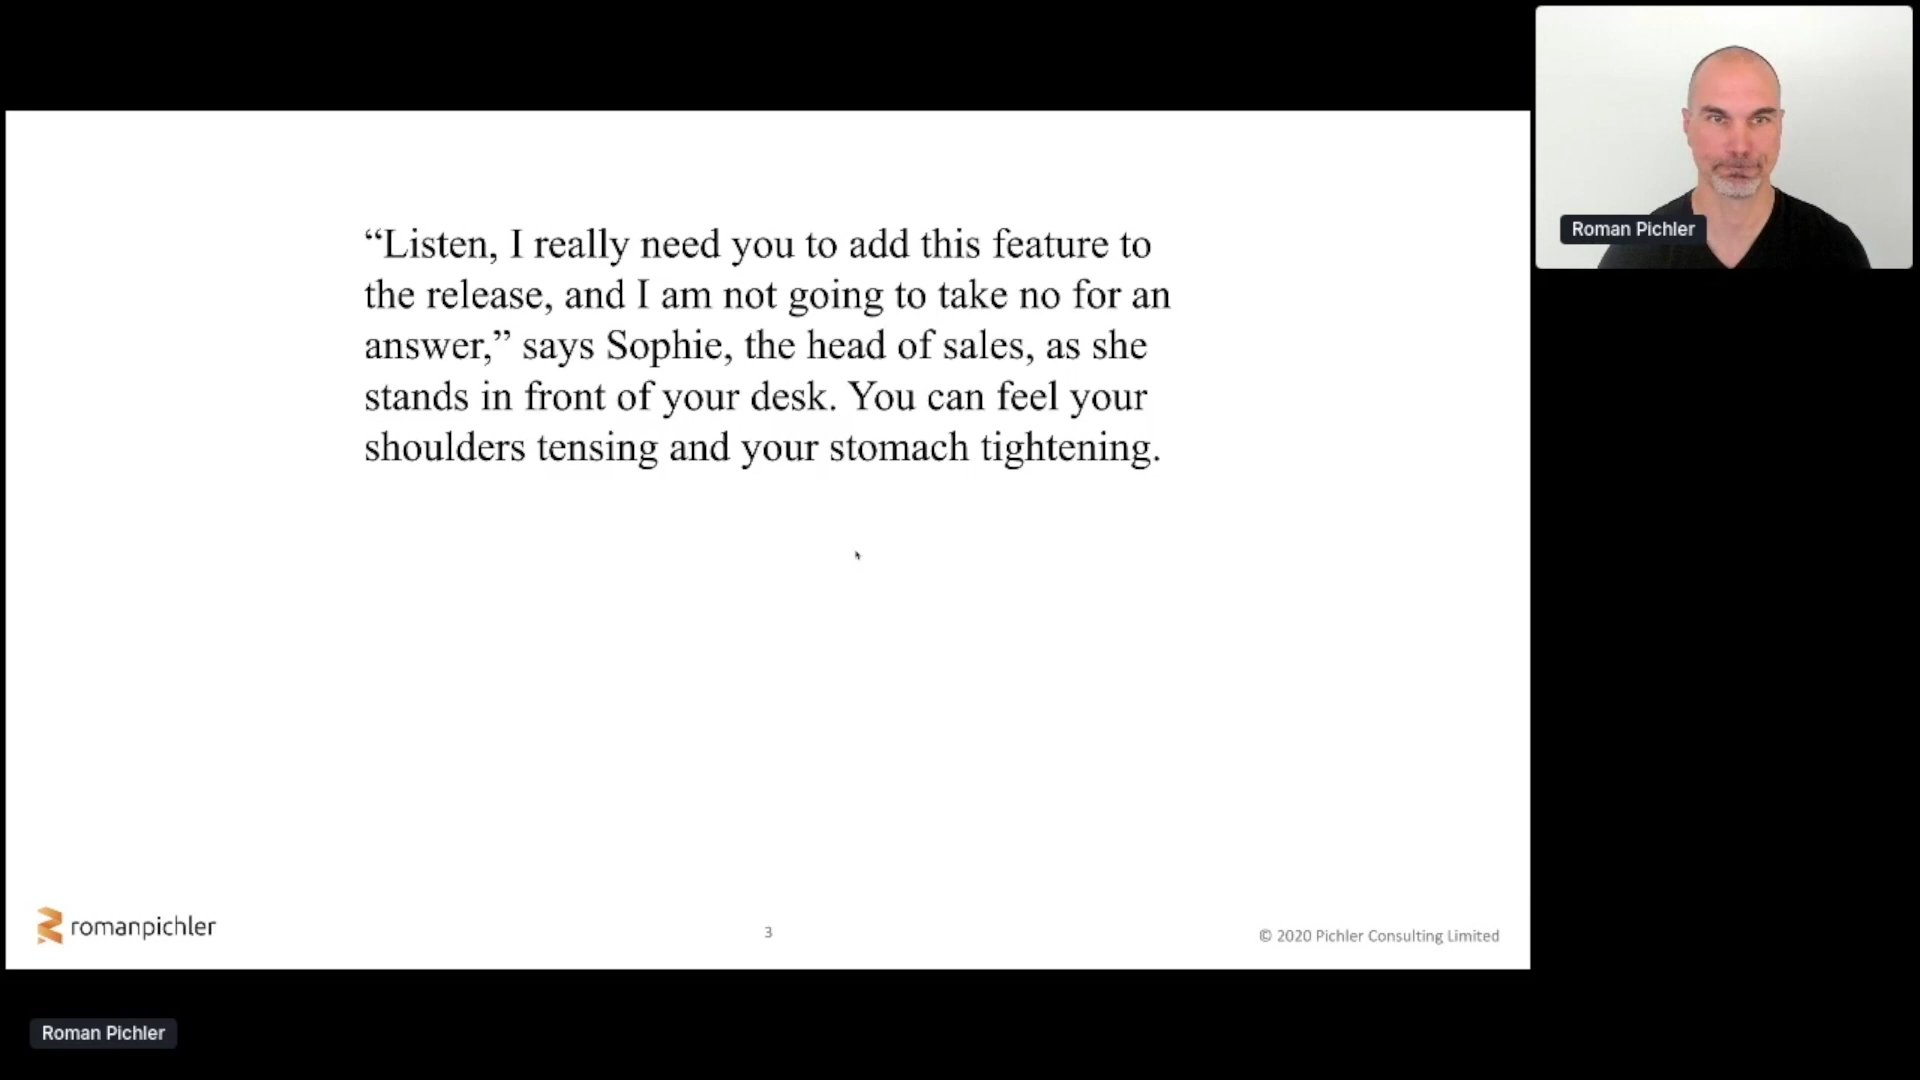 “Listen, I really need you to add this feature to
the release, and I am not going to take no for an
answer,” says Sophie, the head of sales, as she
stands in front of your desk. You can feel your
shoulders tensing and your stomach tightening.
Roman Pichler
romanpichler
3
© 2020 Pichler Consulting Limited
Roman Pichler